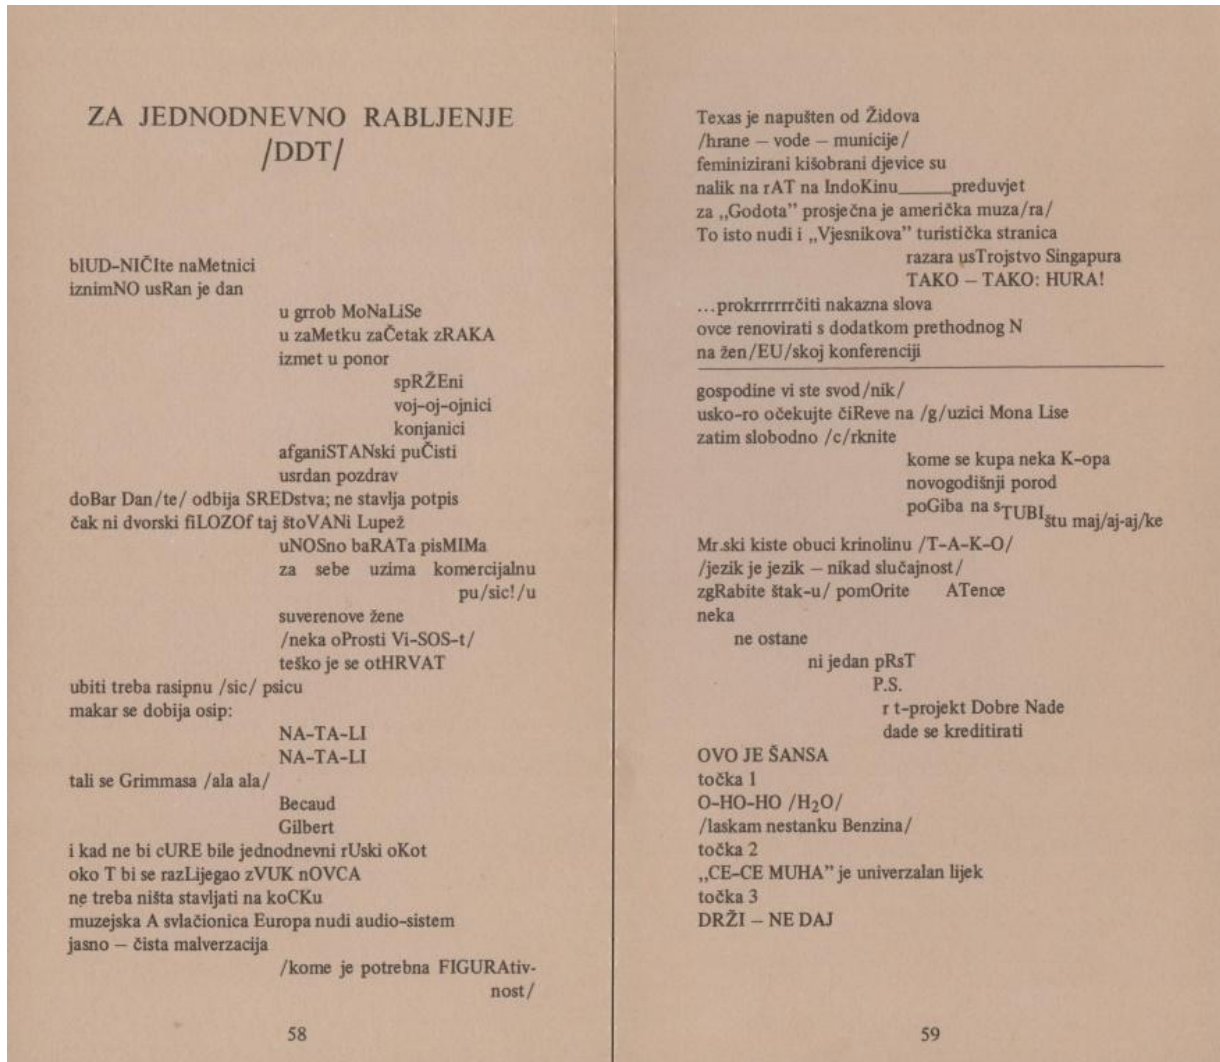 ZA JEDNODNEVNO RABLJENJE
/DDT/
blUD-NIČIte naMetnici
iznimNO usRan je dan
u grrob MoNaLiSe
u zaMetku zaČetak zRAKA
izmet u ponor
spRŽEni
voj-oj-ojnici
konjanici
afganiSTANski puČisti
usrdan pozdrav
doBar Dan/te/ odbija SREDstva; ne stavlja potpis
čak ni dvorski fiLOZOf taj štoVANi Lupež
uNOSno baRATa pisMIMa
za sebe uzima komercijalnu
pu/sic!/u
suverenove žene
/neka oProsti Vi-SOS-t/
teško je se otHRVAT
ubiti treba rasipnu /sic/ psicu
makar se dobija osip:
NA-TA-LI
NA-TA-LI
tali se Grimmasa /ala ala/
Becaud
Gilbert
i kad ne bi cURE bile jednodnevni rUski oKot
oko T bi se razLijegao zVUK nOVCA
ne treba ništa stavljati na koCKu
muzejska A svlačionica Europa nudi audio-sistem
jasno — čista malverzacija
/kome je potrebna FIGURAtiv-
nost/
58
Texas je napušten od Židova
/hrane — vode — municije/
feminizirani kišobrani djevice su
nalik na rAT na IndoKinu______preduvjet
za „Godota” prosječna je američka muza/ra/
To isto nudi i „Vjesnikova” turistička stranica
razara usTrojstvo Singapura
TAKO — TAKO: HURA!
...prokrrrrrrčiti nakazna slova
ovce renovirati s dodatkom prethodnog N
na žen/EU/skoj konferenciji
gospodine vi ste svod/nik/
usko-ro očekujte čiReve na /g/uzici Mona Lise
zatim slobodno /c/rknite
kome se kupa neka K-opa
novogodišnji porod
poGiba na sTUBIštu maj/aj-aj/ke
Mr.ski kiste obuci krinolinu /T-A-K-O/
/jezik je jezik — nikad slučajnost/
zgRabite štak-u/ pomOrite ATence
neka
ne ostane
ni jedan pRsT
P.S.
r t-projekt Dobre Nade
dade se kreditirati
OVO JE ŠANSA
točka 1
O-HO-HO /H₂O/
/laskam nestanku Benzina/
točka 2
„CE-CE MUHA” je univerzalan lijek
točka 3
DRŽI — NE DAJ
59